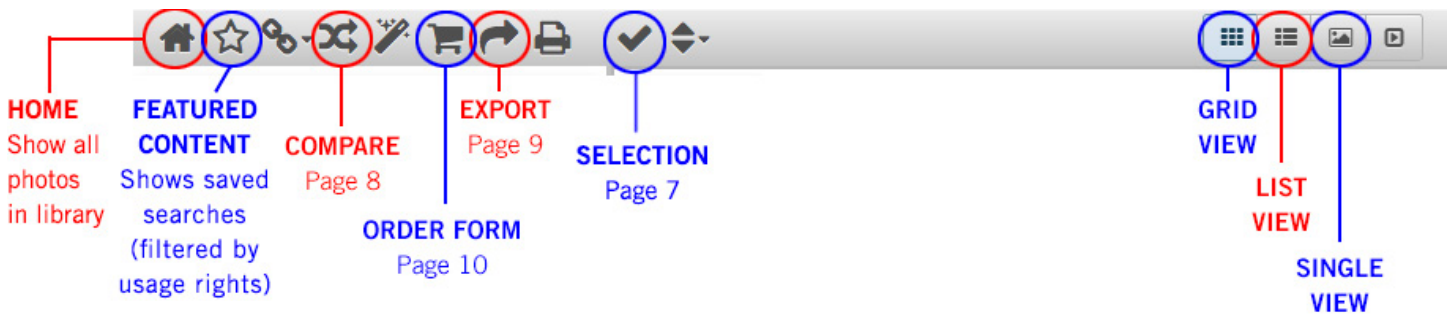 HOME
Show all
photos
in library
FEATURED
CONTENT
Shows saved
searches
(filtered by
usage rights)
COMPARE
Page 8
ORDER FORM
Page 10
EXPORT
Page 9
SELECTION
Page 7
GRID
VIEW
LIST
VIEW
SINGLE
VIEW